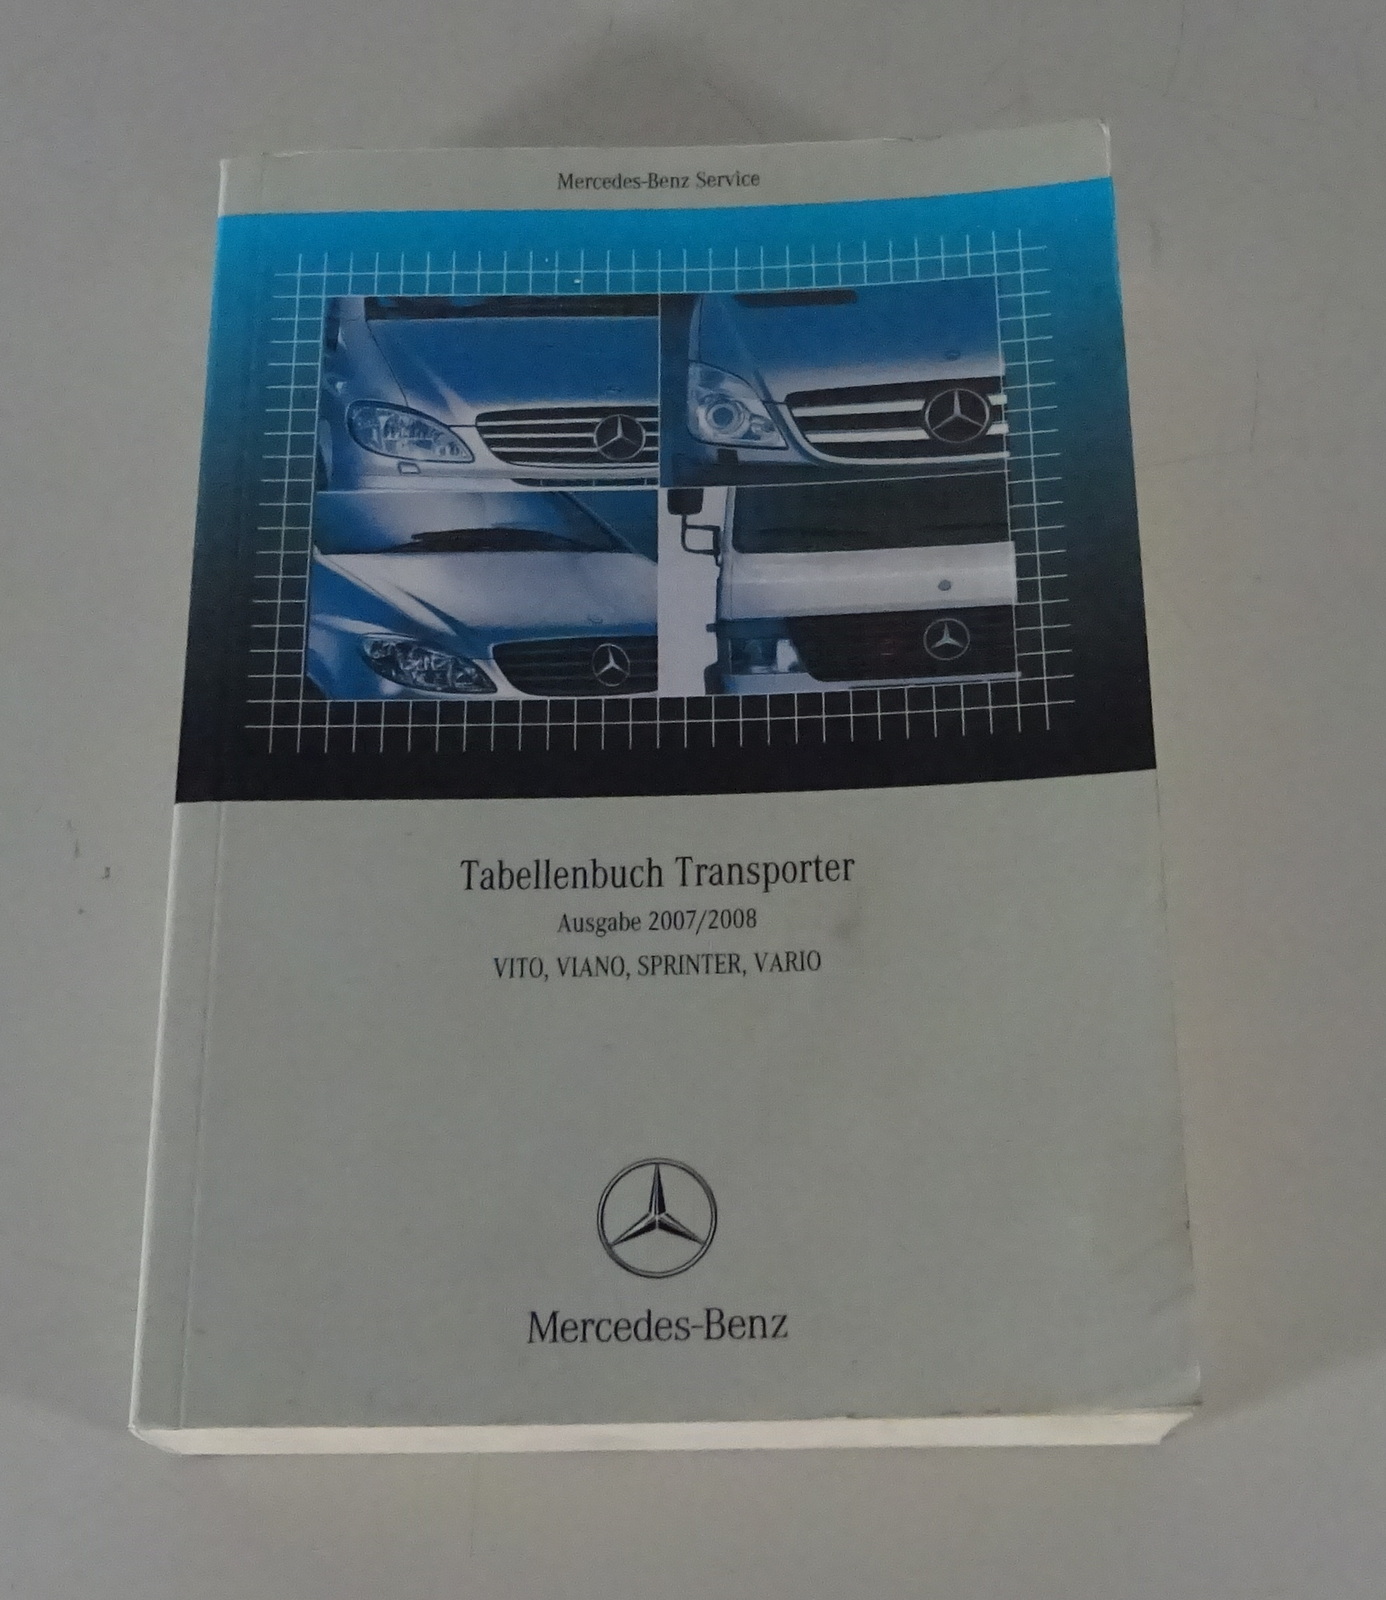 Mercedes-Benz Service
Tabellenbuch Transporter
Ausgabe 2007/2008
VITO, VIANO, SPRINTER, VARIO
Mercedes-Benz